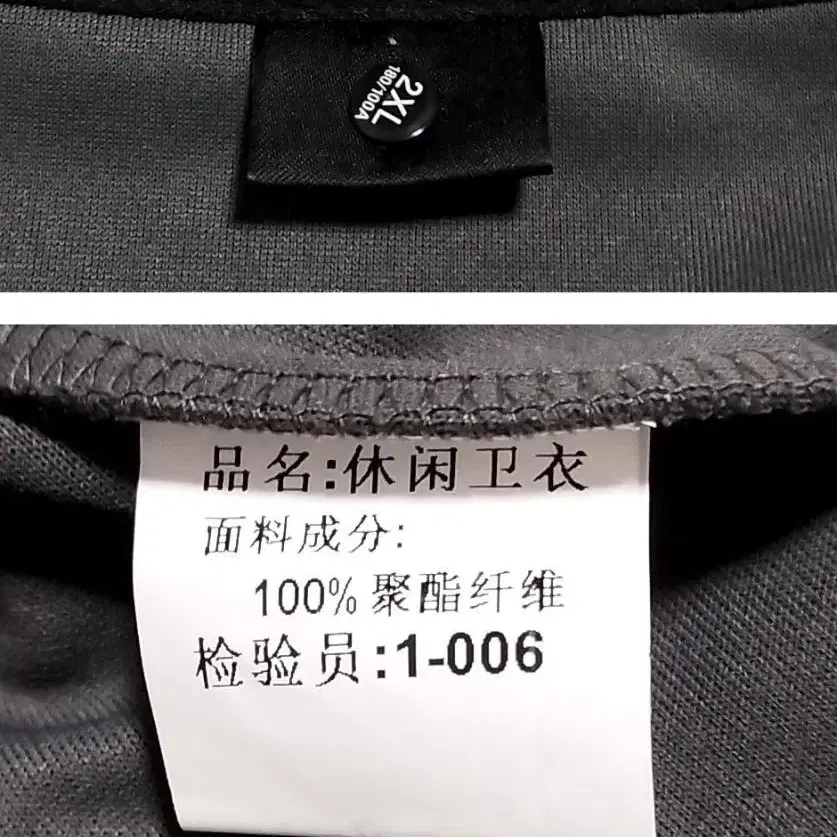 2XL
180/100A
品名:休闲卫衣
面料成分:
100%聚酯纤维
检验员:1-006